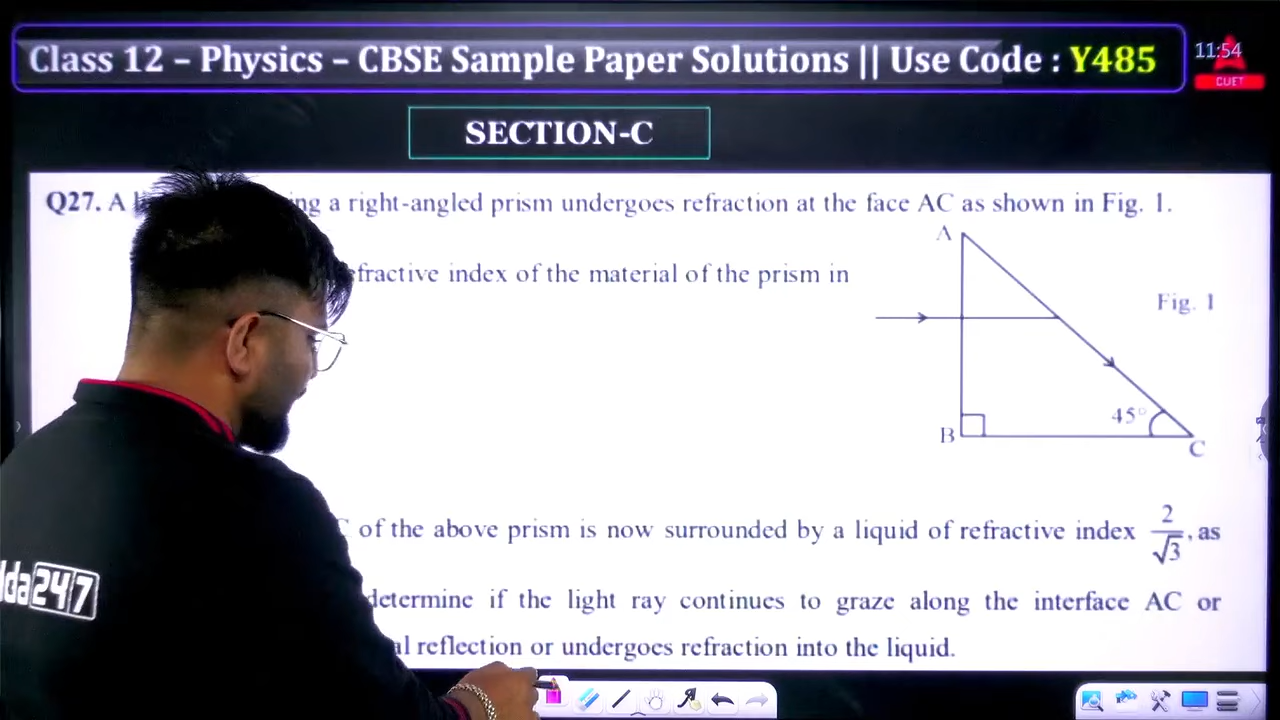 Class 12 – Physics – CBSE Sample Paper Solutions || Use Code : Y485
11:54
CUET
SECTION-C
Q27. A a right-angled prism undergoes refraction at the face AC as shown in Fig. 1.
A
refractive index of the material of the prism in
Fig. 1
45°
B
C
of the above prism is now surrounded by a liquid of refractive index 2/√3, as
247
determine if the light ray continues to graze along the interface AC or
reflection or undergoes refraction into the liquid.